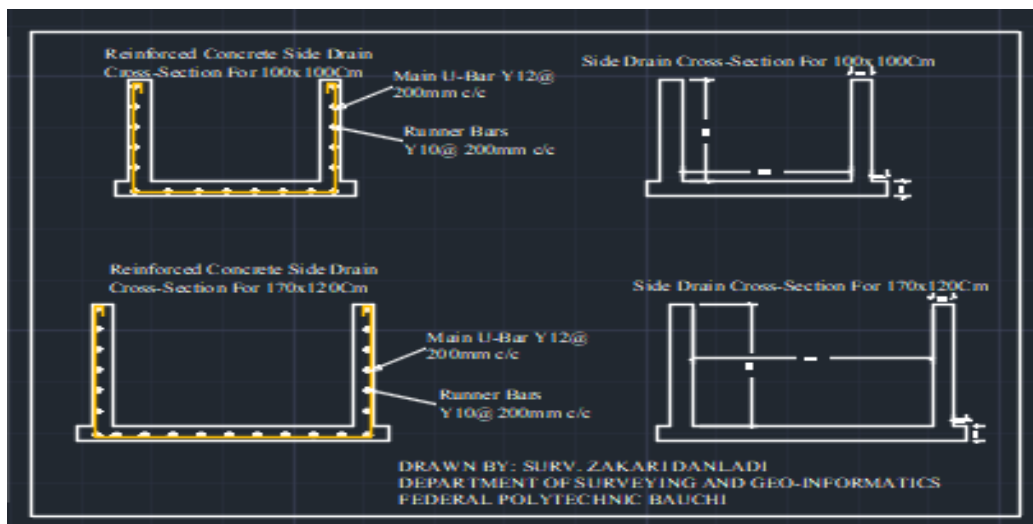 Reinforced Concrete Side Drain
Cross-Section For 100x100Cm
Main U-Bar Y12@
200mm c/c
Runner Bars
Y10@ 200mm c/c
Side Drain Cross-Section For 100x100Cm
Reinforced Concrete Side Drain
Cross-Section For 170x120Cm
Main U-Bar Y12@
200mm c/c
Runner Bars
Y10@ 200mm c/c
Side Drain Cross-Section For 170x120Cm
DRAWN BY: SURV. ZAKARI DANLADI
DEPARTMENT OF SURVEYING AND GEO-INFORMATICS
FEDERAL POLYTECHNIC BAUCHI